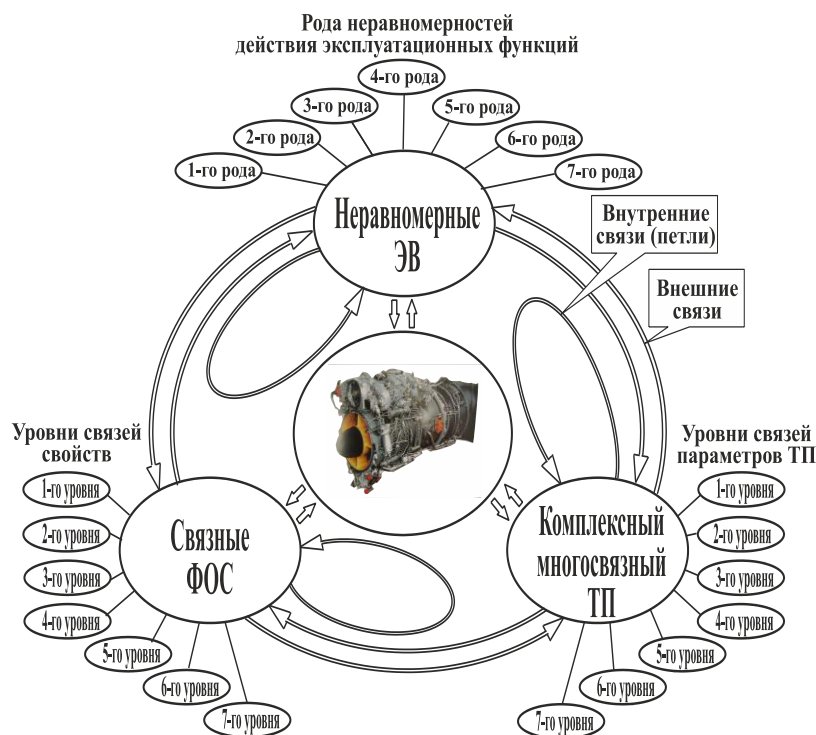 Рода неравномерностей
действия эксплуатационных функций
4-го рода
3-го рода
5-го рода
2-го рода
6-го рода
1-го рода
7-го рода
Неравномерные
ЭВ
Внутренние
связи (петли)
Внешние
связи
Уровни связей
свойств
1-го уровня
2-го уровня
3-го уровня
4-го уровня
5-го уровня
6-го уровня
7-го уровня
Связные
ФОС
Уровни связей
параметров ТП
1-го уровня
2-го уровня
3-го уровня
4-го уровня
5-го уровня
6-го уровня
7-го уровня
Комплексный
многосвязный
ТП